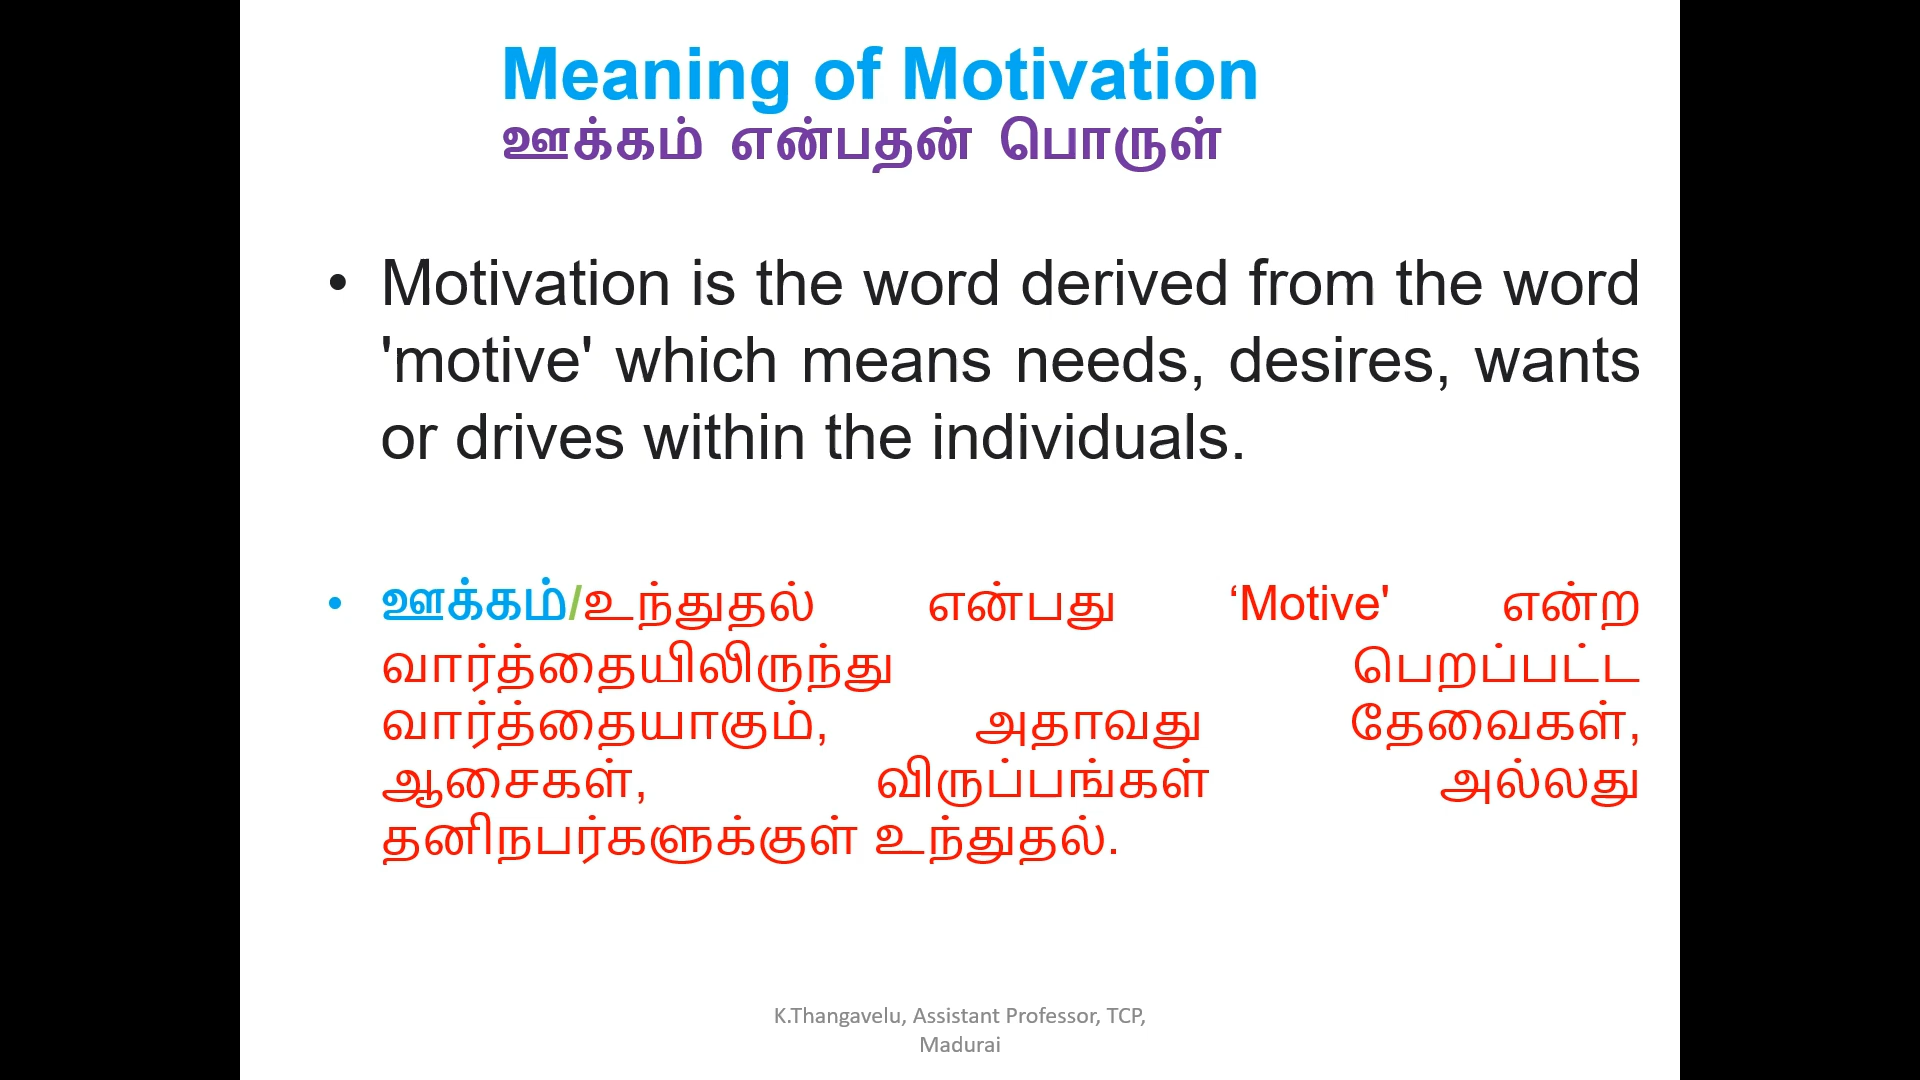 Meaning of Motivation
ஊக்கம் என்பதன் பொருள்
• Motivation is the word derived from the word
'motive' which means needs, desires, wants
or drives within the individuals.
• ஊக்கம்/உந்துதல் என்பது ‘Motive' என்ற
வார்த்தையிலிருந்து பெறப்பட்ட
வார்த்தையாகும், அதாவது தேவைகள்,
ஆசைகள், விருப்பங்கள் அல்லது
தனிநபர்களுக்குள் உந்துதல்.
K.Thangavelu, Assistant Professor, TCP,
Madurai